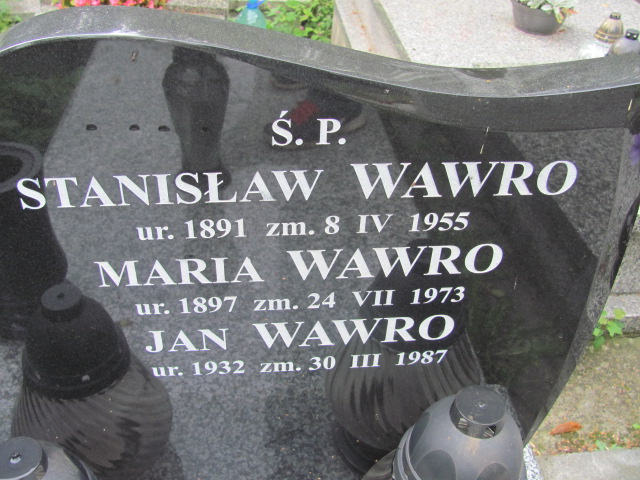 Ś. P.
STANISŁAW WAWRO
ur. 1891 zm. 8 IV 1955
MARIA WAWRO
ur. 1897 zm. 24 VII 1973
JAN WAWRO
ur. 1932 zm. 30 III 1987